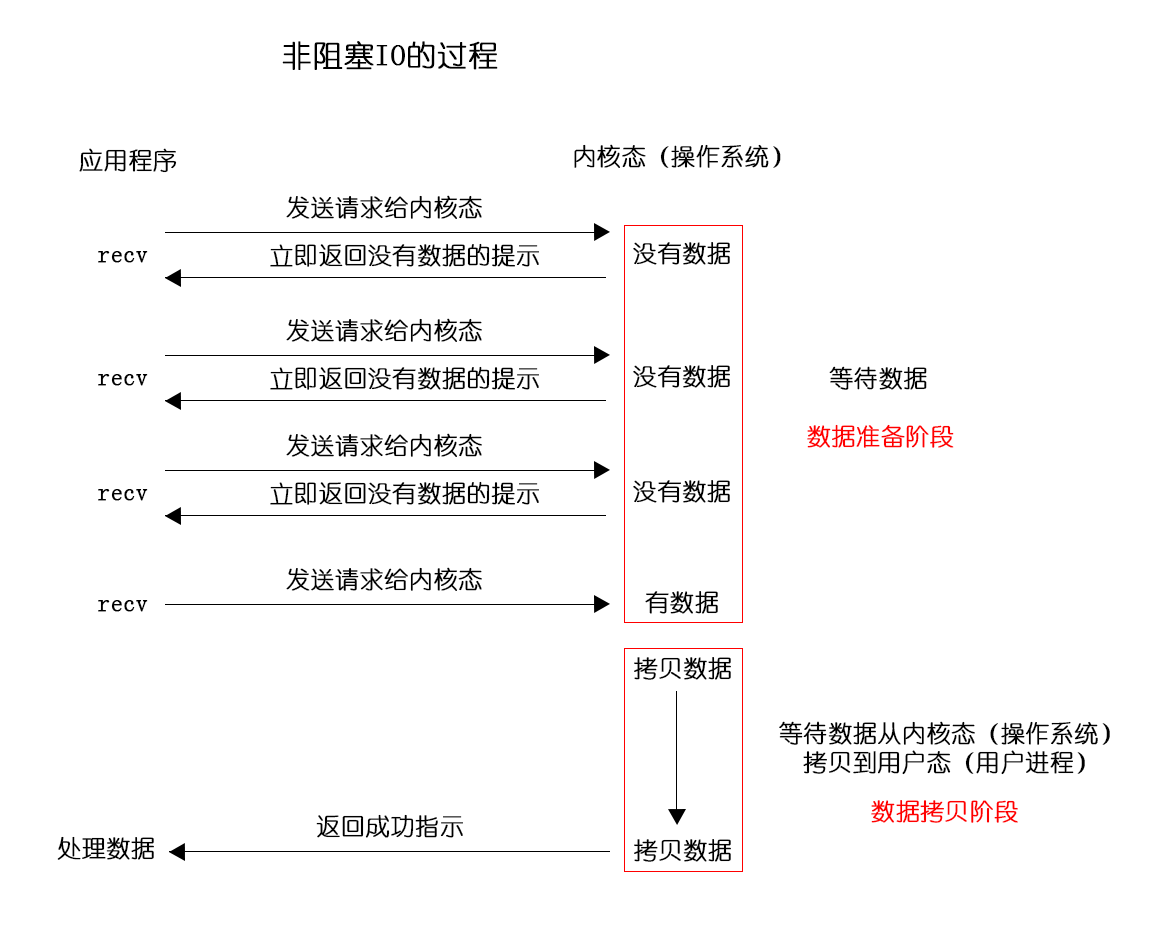 非阻塞IO的过程
应用程序
内核态（操作系统）
发送请求给内核态
recv
立即返回没有数据的提示
没有数据
发送请求给内核态
recv
立即返回没有数据的提示
没有数据
等待数据
数据准备阶段
发送请求给内核态
recv
立即返回没有数据的提示
没有数据
发送请求给内核态
recv
有数据
拷贝数据
等待数据从内核态（操作系统）
拷贝到用户态（用户进程）
数据拷贝阶段
返回成功指示
处理数据
拷贝数据